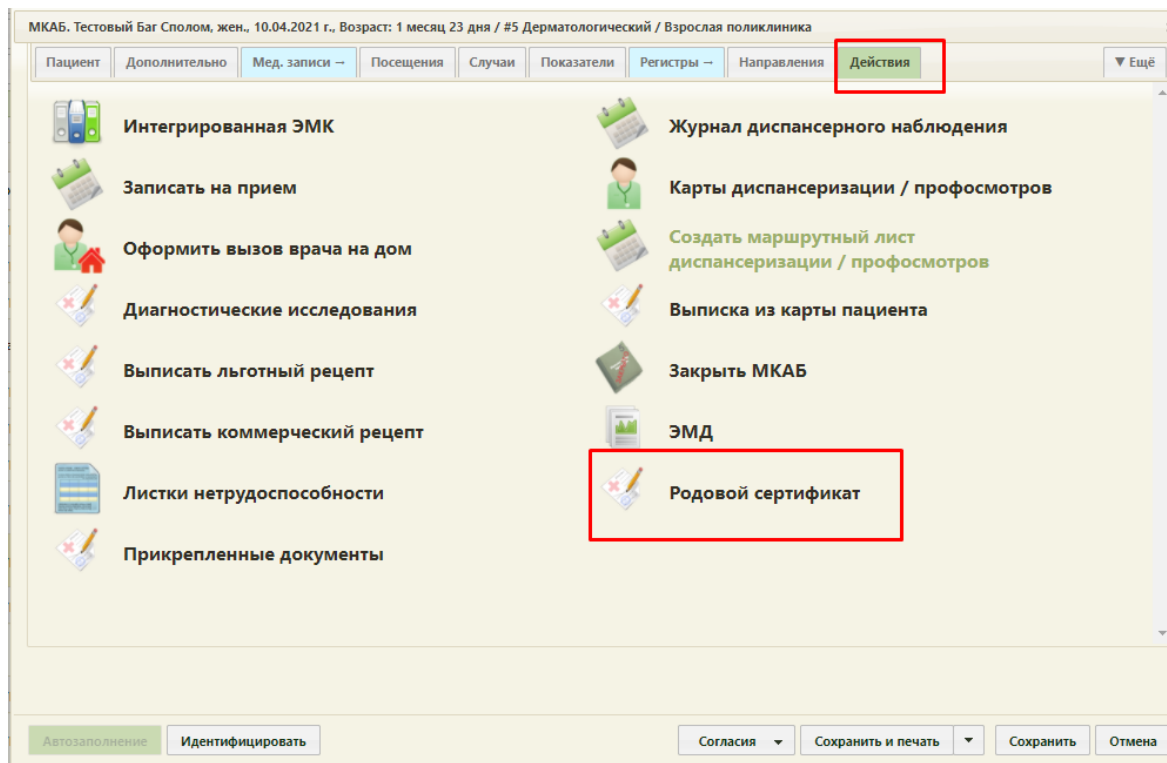 МКАБ. Тестовый Баг Сполом, жен., 10.04.2021 г., Возраст: 1 месяц 23 дня / #5 Дерматологический / Взрослая поликлиника
Пациент Дополнительно Мед. записи → Посещения Случаи Показатели Регистры → Направления Действия ▼ Ещё
Интегрированная ЭМК
Записать на прием
Оформить вызов врача на дом
Диагностические исследования
Выписать льготный рецепт
Выписать коммерческий рецепт
Листки нетрудоспособности
Прикрепленные документы
Журнал диспансерного наблюдения
Карты диспансеризации / профосмотров
Создать маршрутный лист
диспансеризации / профосмотров
Выписка из карты пациента
Закрыть МКАБ
ЭМД
Родовой сертификат
Автозаполнение Идентифицировать Согласия Сохранить и печать Сохранить Отмена